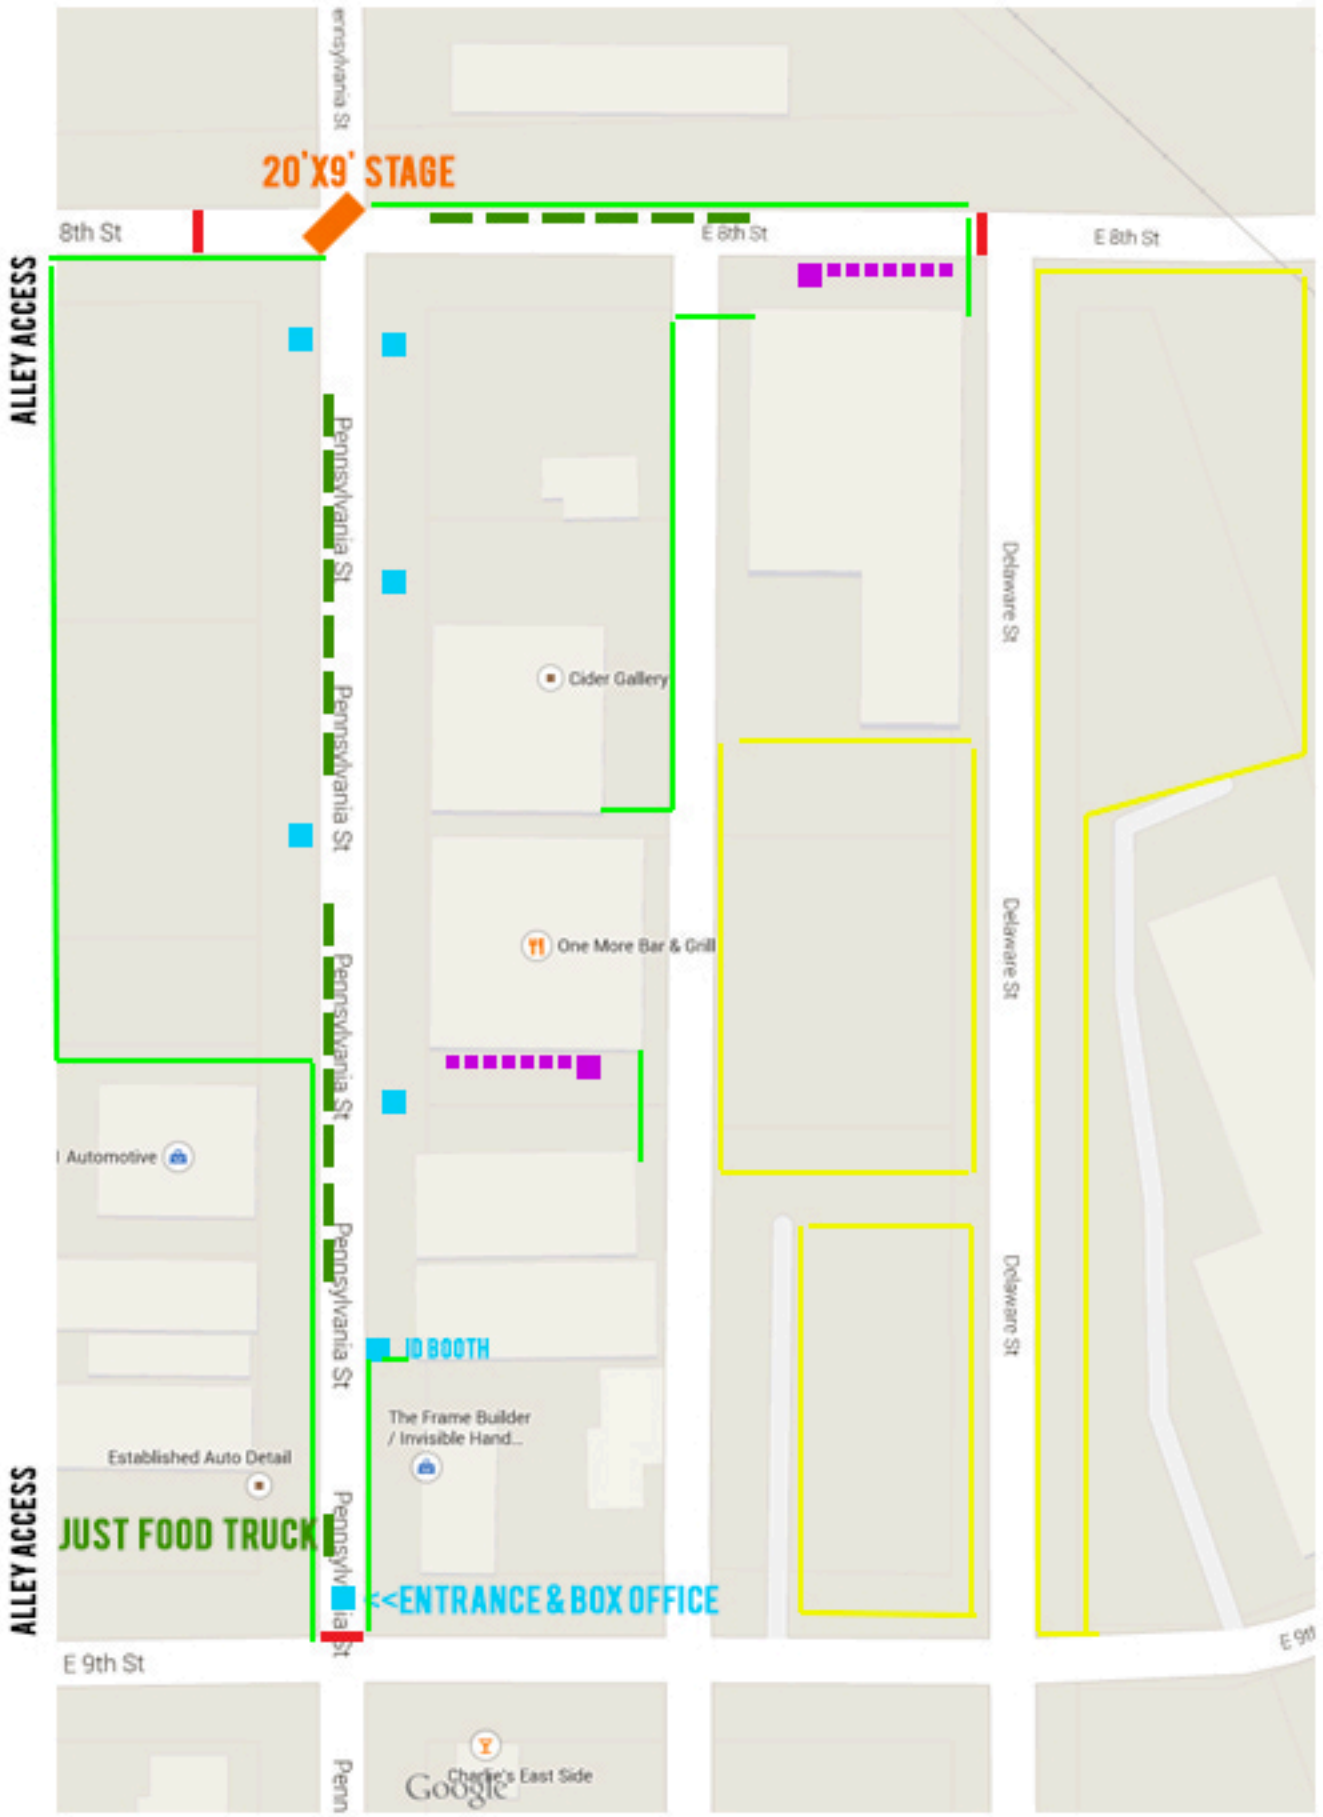 ennsylvania St
20'X9' STAGE
8th St
E 8th St
E 8th St
ALLEY ACCESS
Pennsylvania St
Delaware St
Cider Gallery
Pennsylvania St
One More Bar & Grill
Delaware St
Pennsylvania St
l Automotive
Pennsylvania St
Delaware St
ID BOOTH
The Frame Builder
/ Invisible Hand...
Established Auto Detail
ALLEY ACCESS
JUST FOOD TRUCK
Pennsylvania St
<<ENTRANCE & BOX OFFICE
E 9th St
E 9th
Penn
Charlie's East Side
Google